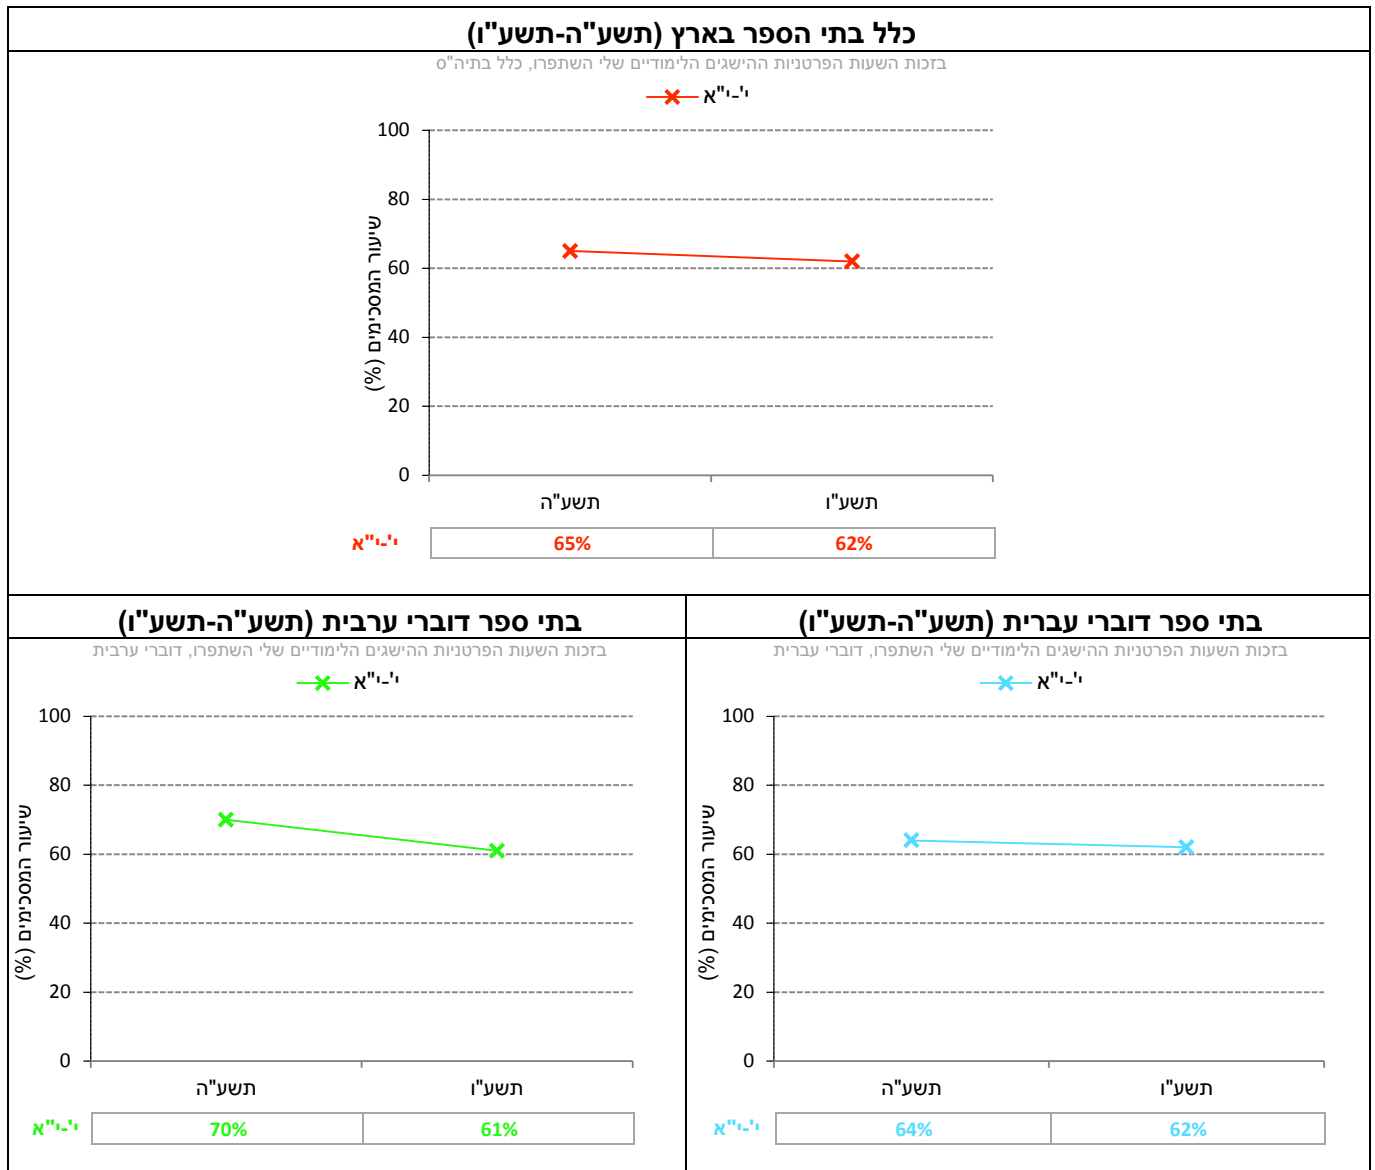 כלל בתי הספר בארץ (תשע"ה-תשע"ו)
בזכות השעות הפרטניות ההישגים הלימודיים שלי השתפרו, כלל בתיה"ס
י'-י"א
שיעור המסכימים (%)
100
80
60
40
20
0
תשע"ה תשע"ו
י'-י"א 65% 62%
בתי ספר דוברי עברית (תשע"ה-תשע"ו)
בזכות השעות הפרטניות ההישגים הלימודיים שלי השתפרו, דוברי עברית
י'-י"א
שיעור המסכימים (%)
100
80
60
40
20
0
תשע"ה תשע"ו
י'-י"א 64% 62%
בתי ספר דוברי ערבית (תשע"ה-תשע"ו)
בזכות השעות הפרטניות ההישגים הלימודיים שלי השתפרו, דוברי ערבית
י'-י"א
שיעור המסכימים (%)
100
80
60
40
20
0
תשע"ה תשע"ו
י'-י"א 70% 61%